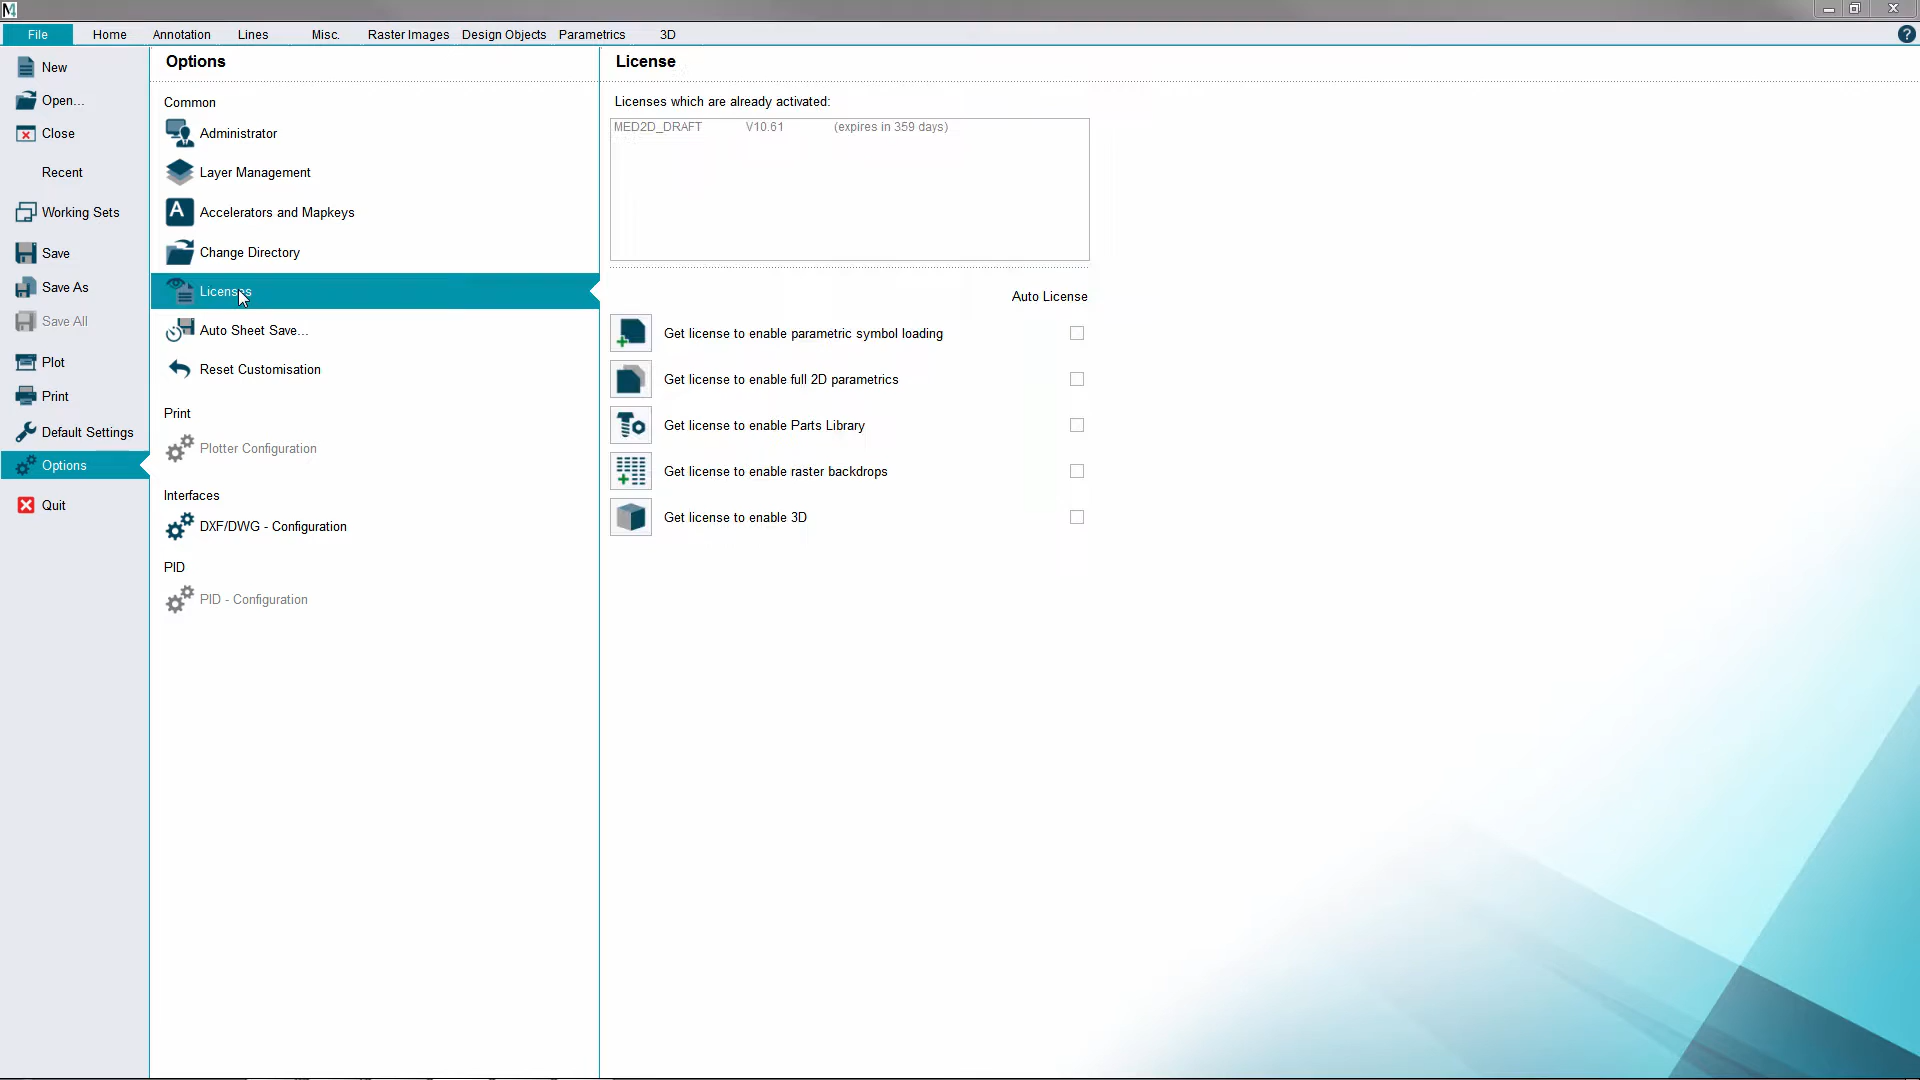 M4
File Home Annotation Lines Misc. Raster Images Design Objects Parametrics 3D ?
New
Open...
Close
Recent
Working Sets
Save
Save As
Save All
Plot
Print
Default Settings
Options
Quit
Options
Common
Administrator
Layer Management
A Accelerators and Mapkeys
Change Directory
Licenses
Auto Sheet Save...
Reset Customisation
Print
Plotter Configuration
Interfaces
DXF/DWG - Configuration
PID
PID - Configuration
License
Licenses which are already activated:
MED2D_DRAFT V10.61 (expires in 359 days)
Auto License
Get license to enable parametric symbol loading
Get license to enable full 2D parametrics
Get license to enable Parts Library
Get license to enable raster backdrops
Get license to enable 3D